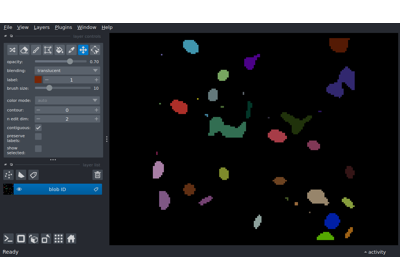 File View Layers Plugins Window Help
opacity: 0.70
blending: translucent
label: 1
brush size: 10
color mode:
contour: 0
n edit dim: 2
contiguous:
preserve labels:
show selected:
blob ID
Ready
activity